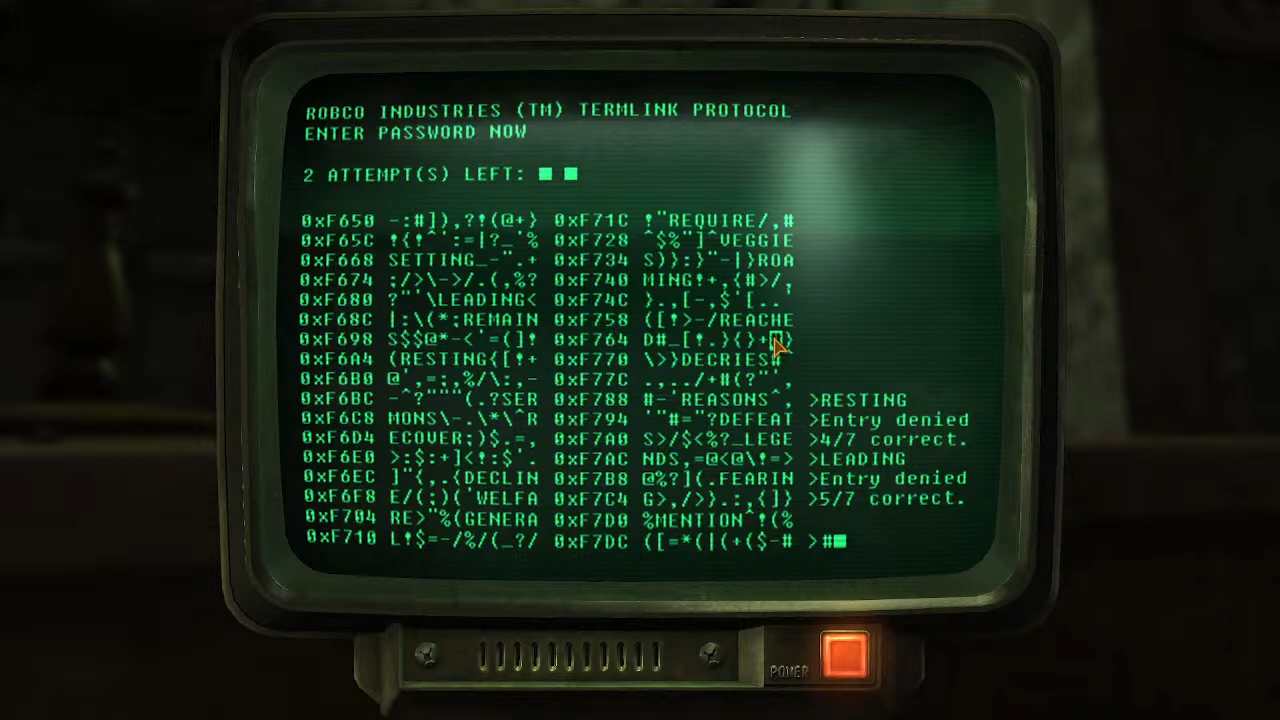 ROBCO INDUSTRIES (TM) TERMLINK PROTOCOL
ENTER PASSWORD NOW
2 ATTEMPT(S) LEFT: ■ ■
0xF650 -:#]),?!(@+} 0xF71C !"REQUIRE/,#
0xF65C !{!^':=|?_'% 0xF728 ^$%"]^VEGGIE
0xF668 SETTING_-".+ 0xF734 S)}:}"-|}ROA
0xF674 :/>\->/.(,%? 0xF740 MING!+,{#>/,
0xF680 ?"'\LEADING< 0xF74C }.,[-,$'[..
0xF68C |:\(*;REMAIN 0xF758 ([!>-/REACHE
0xF698 S$$@*-<'=(]! 0xF764 D#_[!.}{}+
0xF6A4 (RESTING{[!+ 0xF770 \>}DECRIES#
0xF6B0 @',=;,%/\:,- 0xF77C .,../+#(?"',
0xF6BC -^?"""(.?SER 0xF788 #-'REASONS^, >RESTING
0xF6C8 MONS\-.\*\^R 0xF794 '"#="?DEFEAT >Entry denied
0xF6D4 ECOVER;)$.=, 0xF7A0 S>/$<%?_LEGE >4/7 correct.
0xF6E0 >:$:+]<!:$'. 0xF7AC NDS,=@<@\!=> >LEADING
0xF6EC ]"{,.{DECLIN 0xF7B8 @%?](.FEARIN >Entry denied
0xF6F8 E/(;)('WELFA 0xF7C4 G>,/>}.:,{]} >5/7 correct.
0xF704 RE>"%(GENERA 0xF7D0 %MENTION^!(%
0xF710 L!$=-/%/(_?/ 0xF7DC ([=*(|(+($-# >#■
POWER